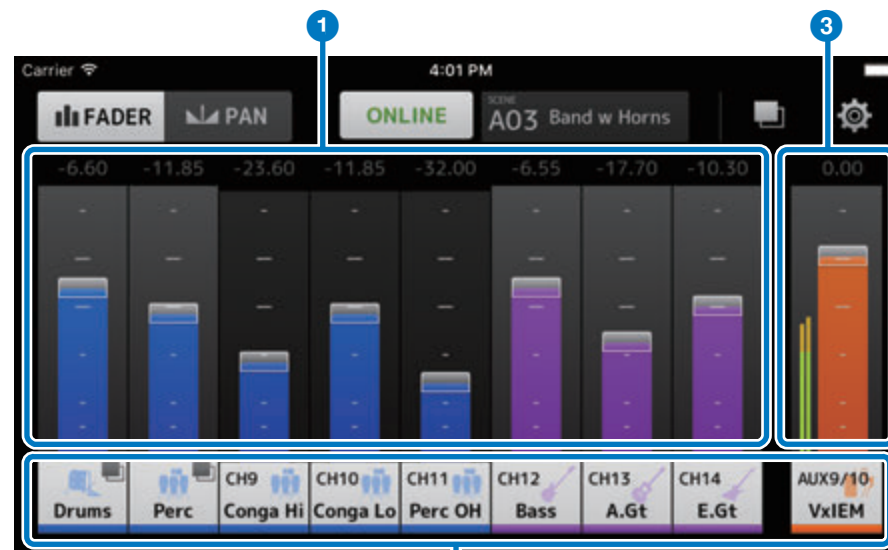 1 3
Carrier 4:01 PM
FADER PAN ONLINE SCENE A03 Band w Horns
-6.60 -11.85 -23.60 -11.85 -32.00 -6.55 -17.70 -10.30 0.00
CH9 CH10 CH11 CH12 CH13 CH14 AUX9/10
Drums Perc Conga Hi Conga Lo Perc OH Bass A.Gt E.Gt VxIEM